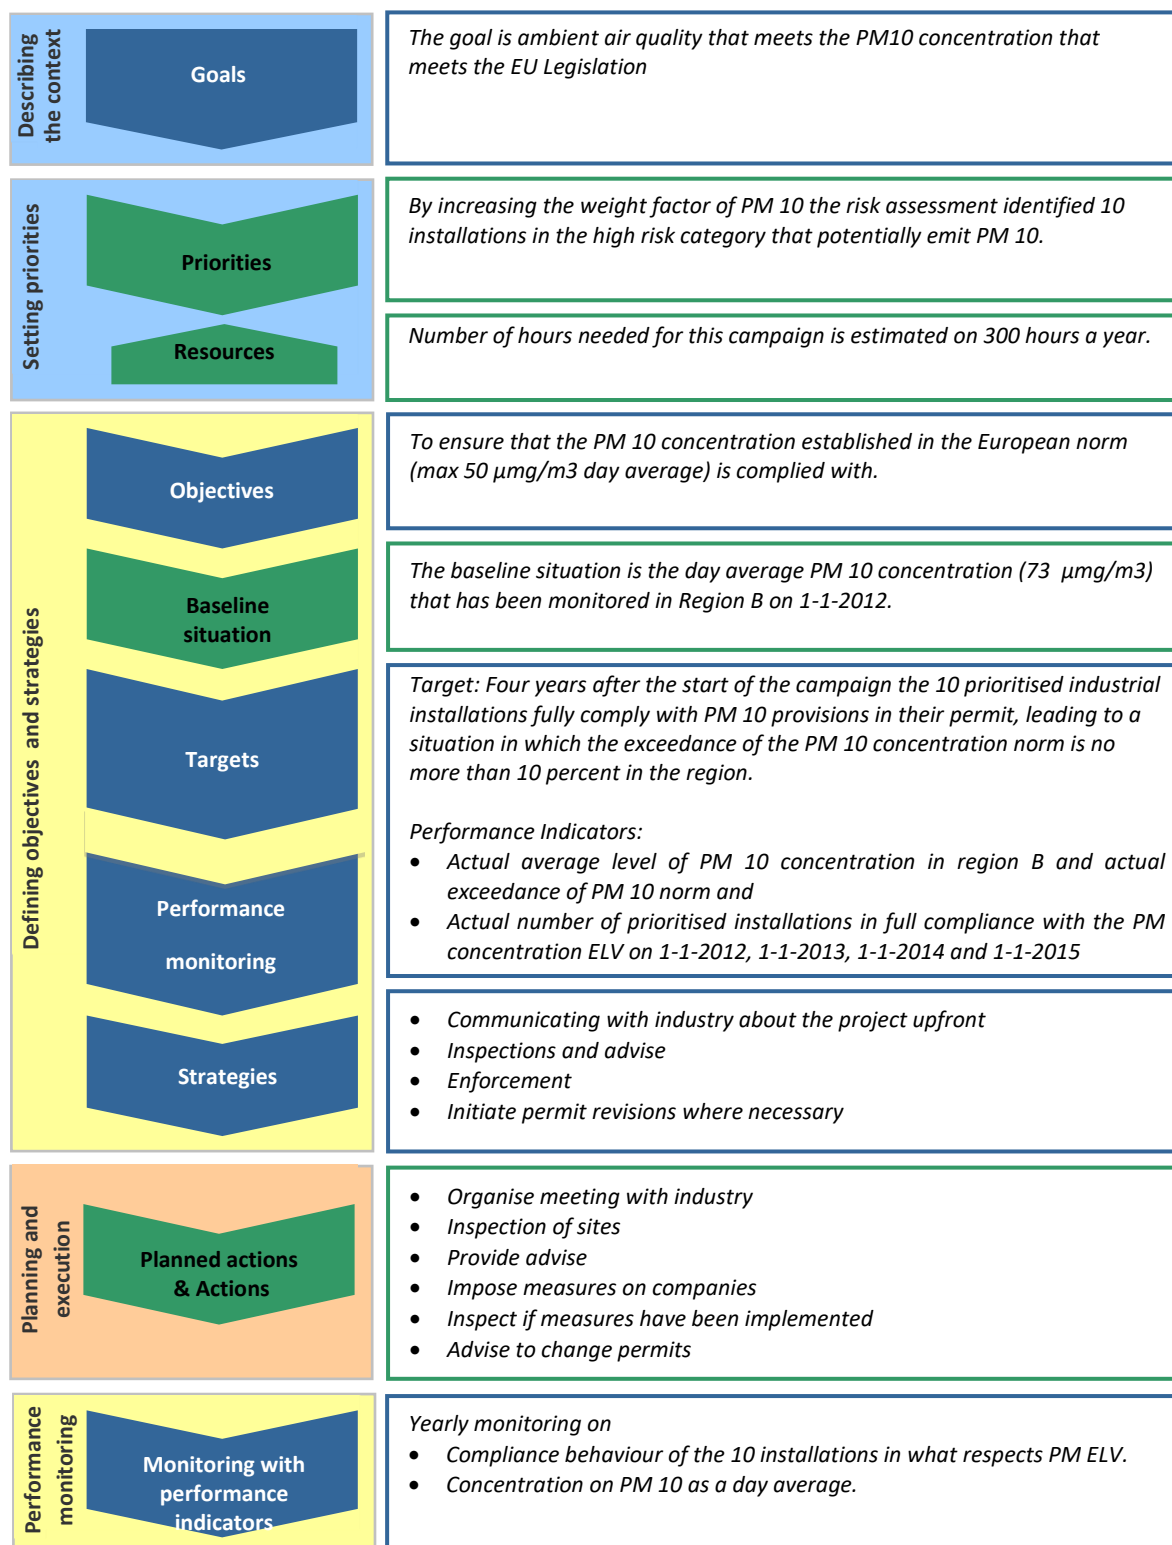 Describing
the context
Goals
The goal is ambient air quality that meets the PM10 concentration that
meets the EU Legislation
Setting priorities
Priorities
By increasing the weight factor of PM 10 the risk assessment identified 10
installations in the high risk category that potentially emit PM 10.
Resources
Number of hours needed for this campaign is estimated on 300 hours a year.
Defining objectives and strategies
Objectives
To ensure that the PM 10 concentration established in the European norm
(max 50 µmg/m3 day average) is complied with.
Baseline
situation
The baseline situation is the day average PM 10 concentration (73 µmg/m3)
that has been monitored in Region B on 1-1-2012.
Targets
Target: Four years after the start of the campaign the 10 prioritised industrial
installations fully comply with PM 10 provisions in their permit, leading to a
situation in which the exceedance of the PM 10 concentration norm is no
more than 10 percent in the region.
Performance
monitoring
Performance Indicators:
• Actual average level of PM 10 concentration in region B and actual
exceedance of PM 10 norm and
• Actual number of prioritised installations in full compliance with the PM
concentration ELV on 1-1-2012, 1-1-2013, 1-1-2014 and 1-1-2015
Strategies
• Communicating with industry about the project upfront
• Inspections and advise
• Enforcement
• Initiate permit revisions where necessary
Planning and
execution
Planned actions
& Actions
• Organise meeting with industry
• Inspection of sites
• Provide advise
• Impose measures on companies
• Inspect if measures have been implemented
• Advise to change permits
Performance
monitoring
Monitoring with
performance
indicators
Yearly monitoring on
• Compliance behaviour of the 10 installations in what respects PM ELV.
• Concentration on PM 10 as a day average.